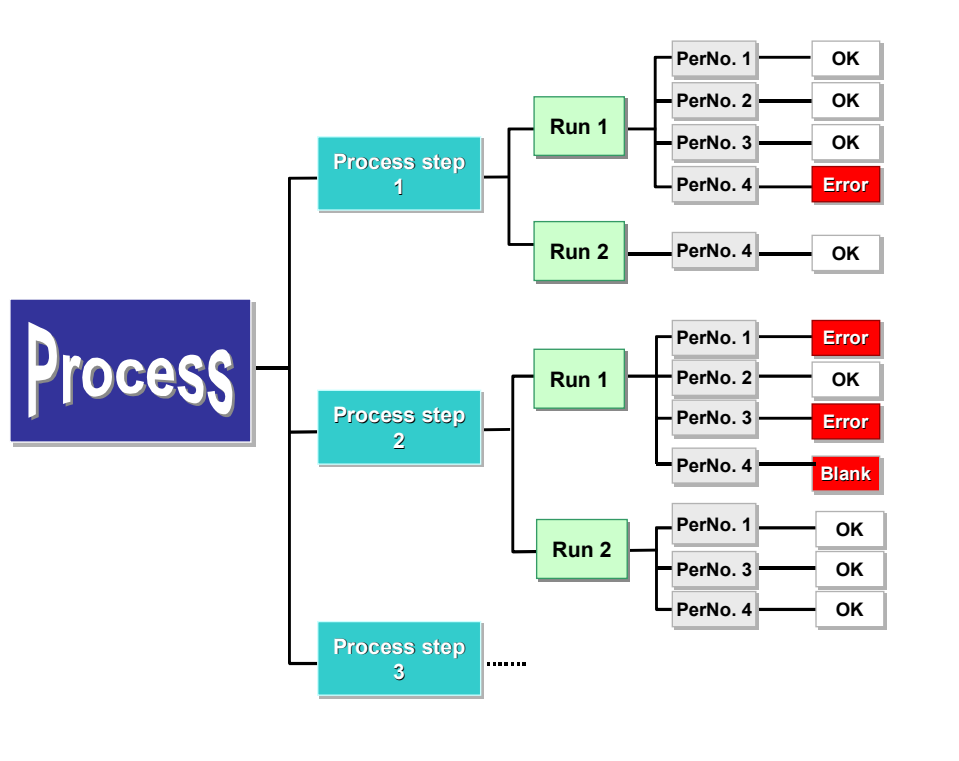 Process
Process step
1
Run 1
PerNo. 1
OK
PerNo. 2
OK
PerNo. 3
OK
PerNo. 4
Error
Run 2
PerNo. 4
OK
Process step
2
Run 1
PerNo. 1
Error
PerNo. 2
OK
PerNo. 3
Error
PerNo. 4
Blank
Run 2
PerNo. 1
OK
PerNo. 3
OK
PerNo. 4
OK
Process step
3